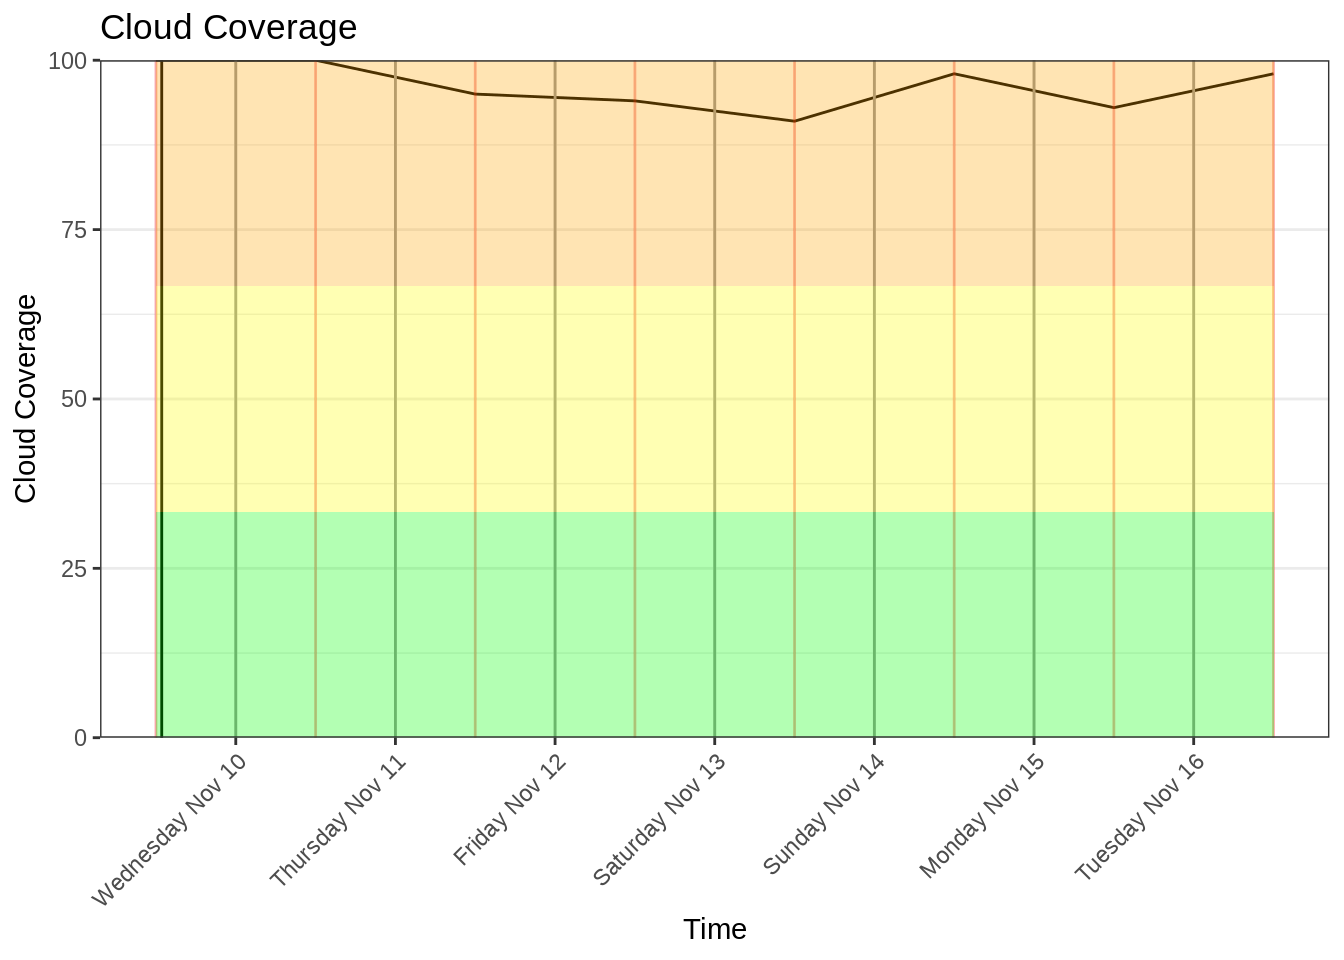 Cloud Coverage
100
75
50
25
0
Cloud Coverage
Wednesday Nov 10
Thursday Nov 11
Friday Nov 12
Saturday Nov 13
Sunday Nov 14
Monday Nov 15
Tuesday Nov 16
Time